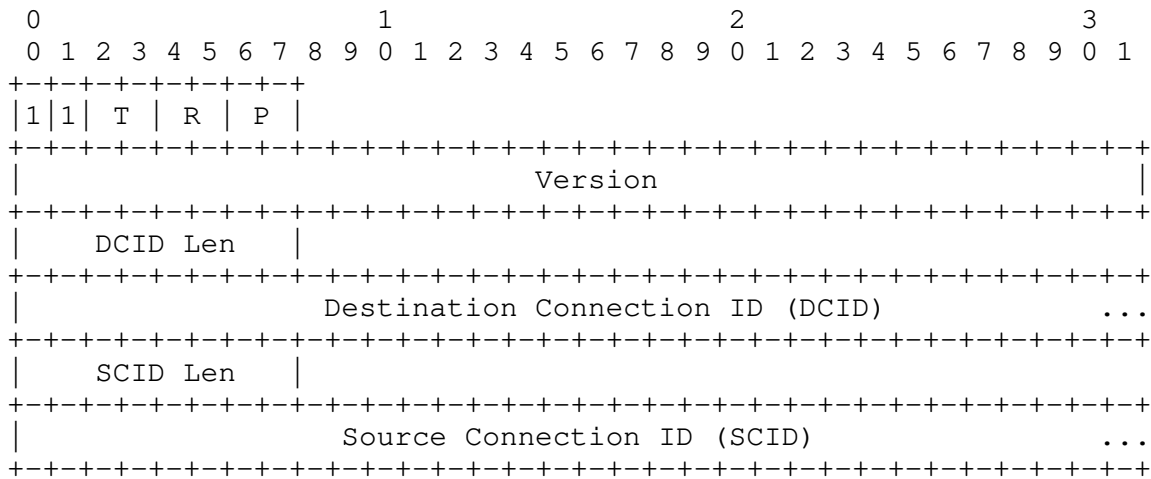 0                   1                   2                   3
 0 1 2 3 4 5 6 7 8 9 0 1 2 3 4 5 6 7 8 9 0 1 2 3 4 5 6 7 8 9 0 1
+-+-+-+-+-+-+-+-+
|1|1| T | R | P |
+-+-+-+-+-+-+-+-+-+-+-+-+-+-+-+-+-+-+-+-+-+-+-+-+-+-+-+-+-+-+-+-+
|                             Version                           |
+-+-+-+-+-+-+-+-+-+-+-+-+-+-+-+-+-+-+-+-+-+-+-+-+-+-+-+-+-+-+-+-+
|    DCID Len   |
+-+-+-+-+-+-+-+-+-+-+-+-+-+-+-+-+-+-+-+-+-+-+-+-+-+-+-+-+-+-+-+-+
|                 Destination Connection ID (DCID)            ...
+-+-+-+-+-+-+-+-+-+-+-+-+-+-+-+-+-+-+-+-+-+-+-+-+-+-+-+-+-+-+-+-+
|    SCID Len   |
+-+-+-+-+-+-+-+-+-+-+-+-+-+-+-+-+-+-+-+-+-+-+-+-+-+-+-+-+-+-+-+-+
|                  Source Connection ID (SCID)                ...
+-+-+-+-+-+-+-+-+-+-+-+-+-+-+-+-+-+-+-+-+-+-+-+-+-+-+-+-+-+-+-+-+